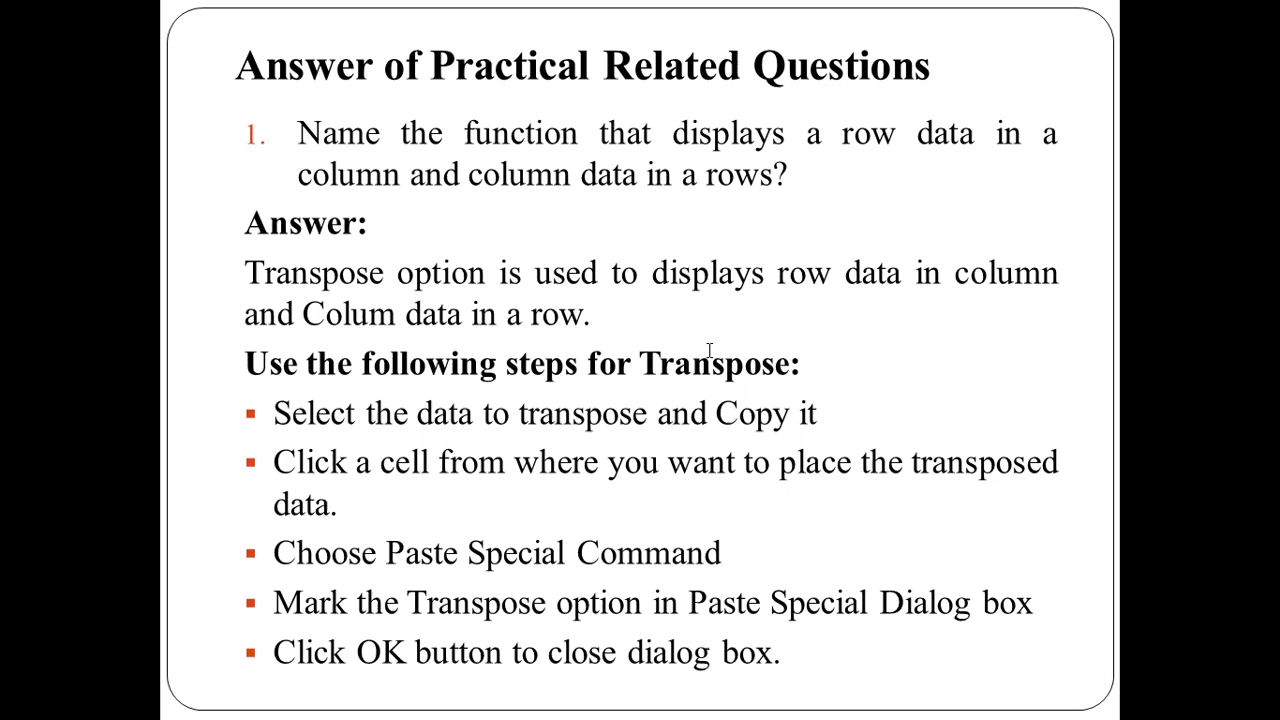 Answer of Practical Related Questions
1. Name the function that displays a row data in a
column and column data in a rows?
Answer:
Transpose option is used to displays row data in column
and Colum data in a row.
Use the following steps for Transpose:
▪ Select the data to transpose and Copy it
▪ Click a cell from where you want to place the transposed
data.
▪ Choose Paste Special Command
▪ Mark the Transpose option in Paste Special Dialog box
▪ Click OK button to close dialog box.